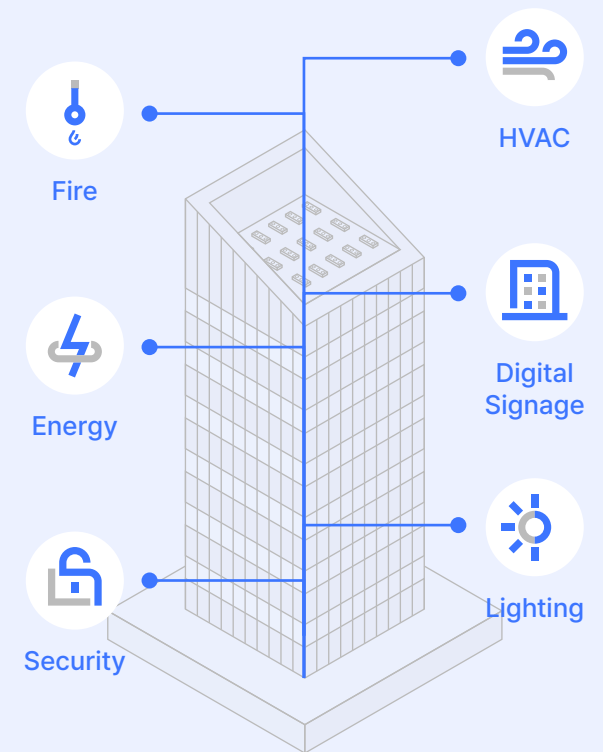 HVAC
Fire
Digital
Signage
Energy
Lighting
Security